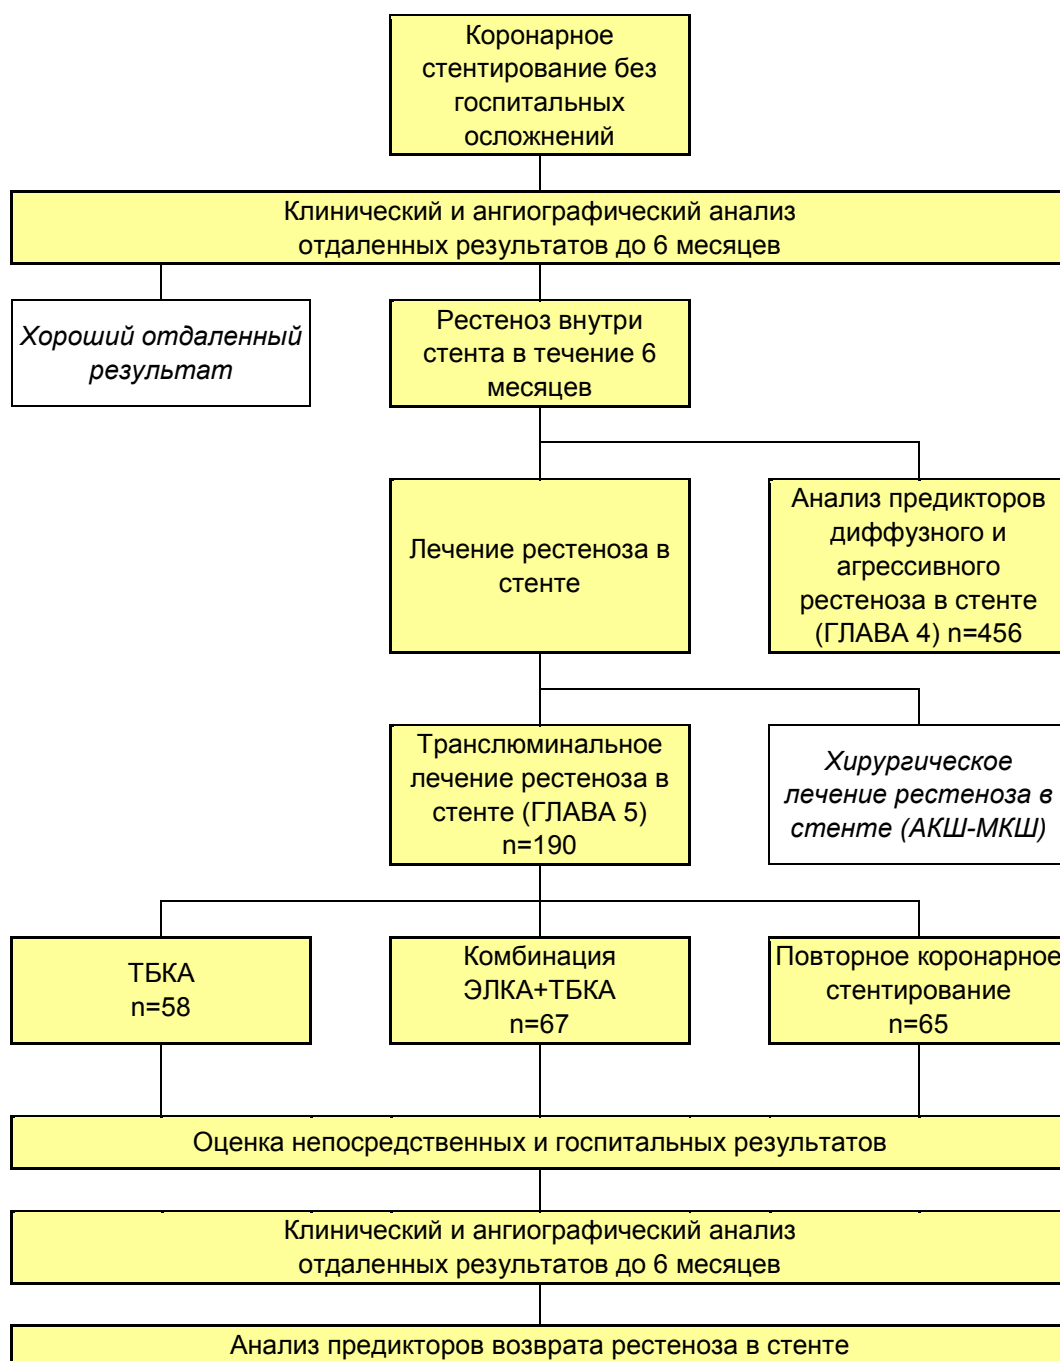 Коронарное
стентирование без
госпитальных
осложнений
Клинический и ангиографический анализ
отдаленных результатов до 6 месяцев
Хороший отдаленный
результат
Рестеноз внутри
стента в течение 6
месяцев
Лечение рестеноза в
стенте
Анализ предикторов
диффузного и
агрессивного
рестеноза в стенте
(ГЛАВА 4) n=456
Транслюминальное
лечение рестеноза в
стенте (ГЛАВА 5)
n=190
Хирургическое
лечение рестеноза в
стенте (АКШ-МКШ)
ТБКА
n=58
Комбинация
ЭЛКА+ТБКА
n=67
Повторное коронарное
стентирование
n=65
Оценка непосредственных и госпитальных результатов
Клинический и ангиографический анализ
отдаленных результатов до 6 месяцев
Анализ предикторов возврата рестеноза в стенте